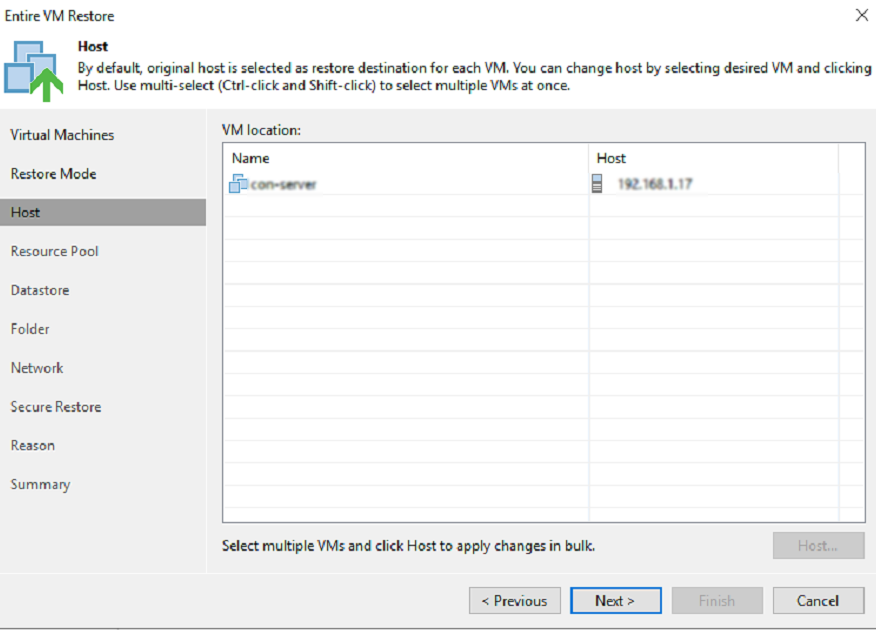 Entire VM Restore
Host
By default, original host is selected as restore destination for each VM. You can change host by selecting desired VM and clicking
Host. Use multi-select (Ctrl-click and Shift-click) to select multiple VMs at once.
Virtual Machines
Restore Mode
Host
Resource Pool
Datastore
Folder
Network
Secure Restore
Reason
Summary
VM location:
Name Host
con-server 192.168.1.17
Select multiple VMs and click Host to apply changes in bulk.
Host...
< Previous Next > Finish Cancel